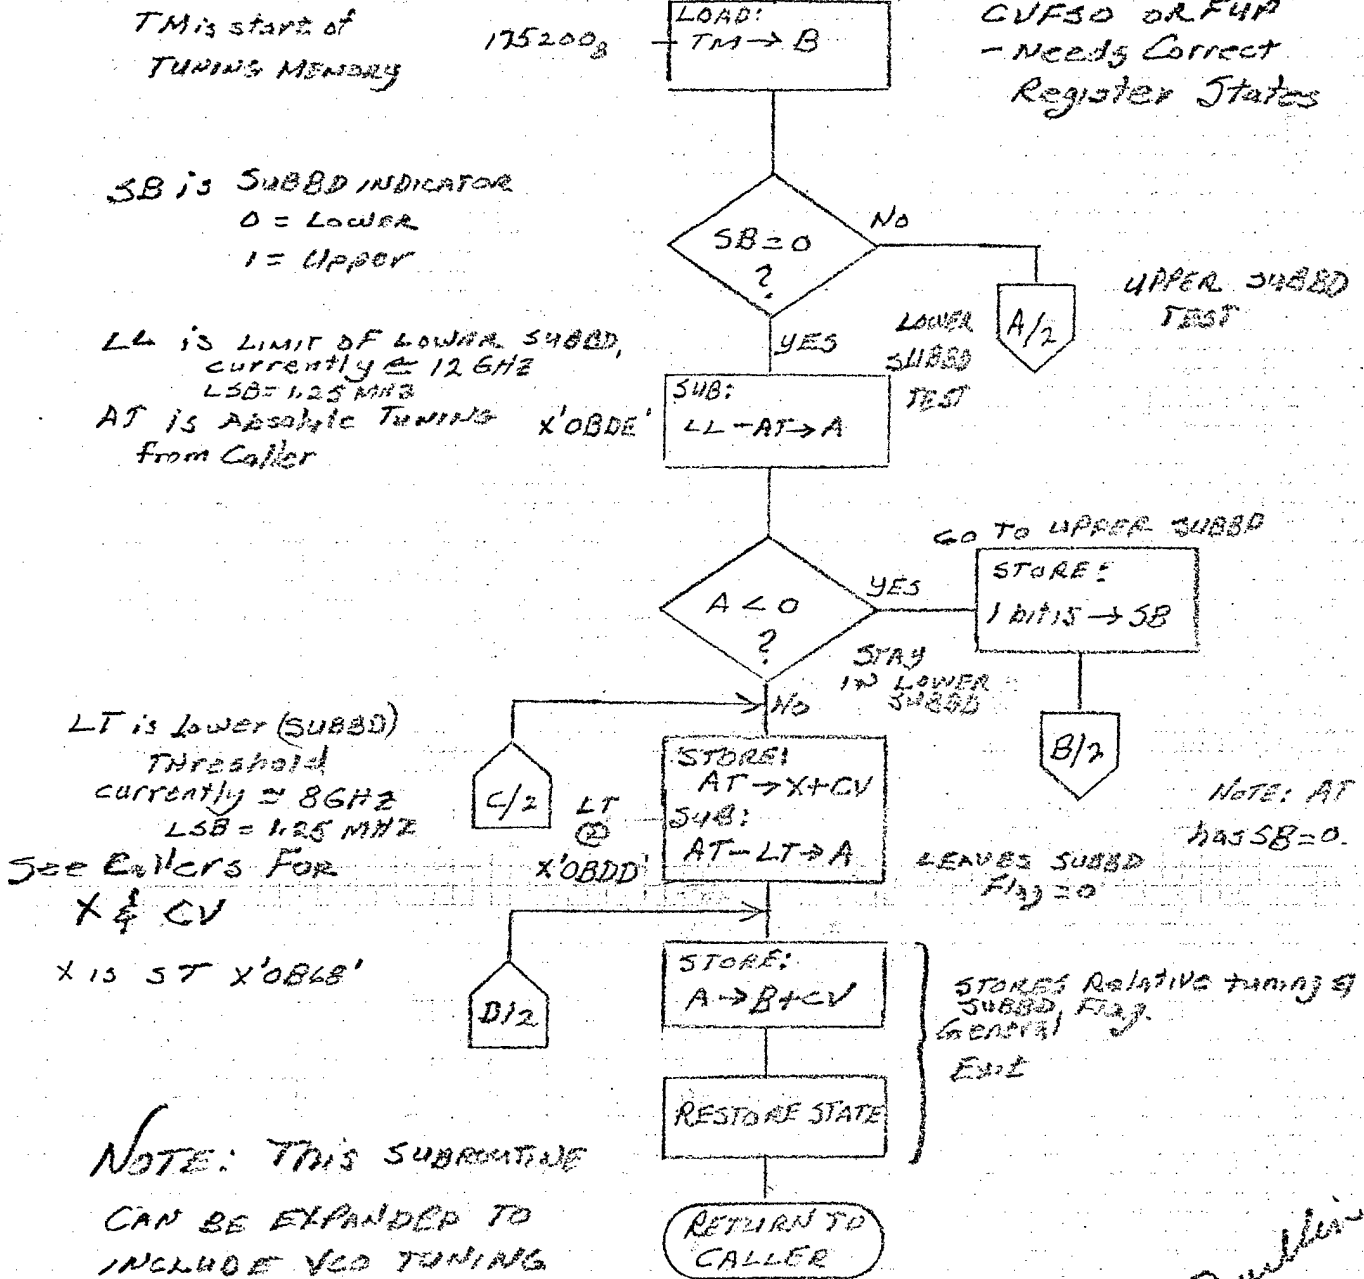 TM is start of
TUNING MEMORY
175200₈
LOAD:
TM → B
CVFSO OR FUP
- Needs Correct
Register States
SB is SUBBD INDICATOR
0 = Lower
1 = Upper
SB = 0
?
NO
YES
A/2
UPPER SUBBD
TEST
LOWER
SUBBD
TEST
LL is LIMIT OF LOWER SUBBD,
currently ≅ 12 GHZ
LSB = 1.25 MHZ
AT is Absolute TUNING
from Caller
X'0BDE'
SUB:
LL - AT → A
A < 0
?
YES
GO TO UPPER SUBBD
STORE:
1 bit 15 → SB
B/2
STAY
IN LOWER
SUBBD
NO
LT is lower (SUBBD)
THreshold
currently ≅ 8GHZ
LSB = 1.25 MHZ
See Callers For
X & CV
X is ST X'0B68'
C/2
LT
@
X'0BDD'
STORE:
AT → X+CV
SUB:
AT - LT → A
NOTE: AT
has SB=0.
LEAVES SUBBD
Flag = 0
D/2
STORE:
A → B+CV
RESTORE STATE
STORES Relative tuning &
SUBBD, Flag.
General
Exit
RETURN TO
CALLER
NOTE: This SUBROUTINE
CAN BE EXPANDED TO
INCLUDE VCO TUNING